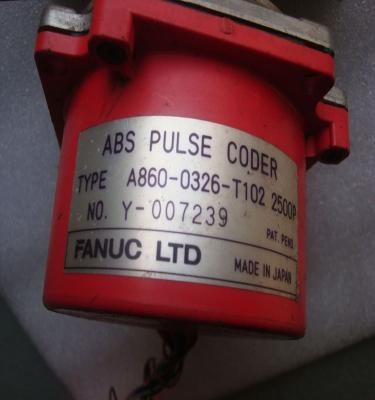 ABS PULSE CODER
TYPE A860-0326-T102 2500P
NO. Y-007239 PAT. PEND.
FANUC LTD MADE IN JAPAN